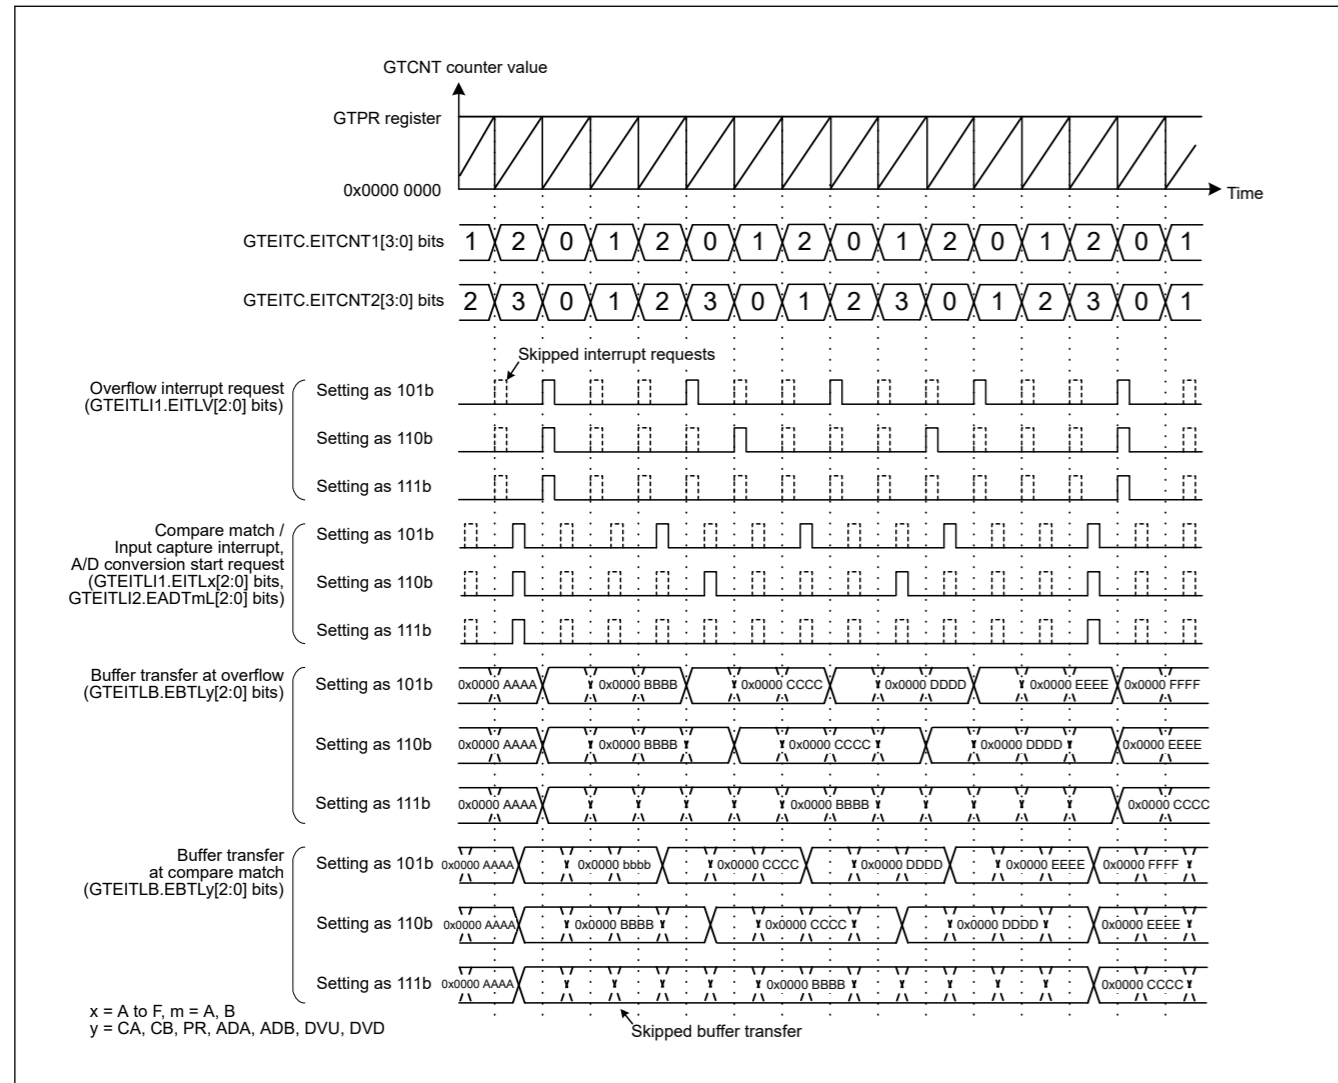 GTCNT counter value
GTPR register
0x0000 0000
Time
GTEITC.EITCNT1[3:0] bits 1 2 0 1 2 0 1 2 0 1 2 0 1 2 0 1
GTEITC.EITCNT2[3:0] bits 2 3 0 1 2 3 0 1 2 3 0 1 2 3 0 1
Skipped interrupt requests
Overflow interrupt request
(GTEITLI1.EITLV[2:0] bits)
Setting as 101b
Setting as 110b
Setting as 111b
Compare match /
Input capture interrupt,
A/D conversion start request
(GTEITLI1.EITLx[2:0] bits,
GTEITLI2.EADTmL[2:0] bits)
Setting as 101b
Setting as 110b
Setting as 111b
Buffer transfer at overflow
(GTEITLB.EBTLy[2:0] bits)
Setting as 101b 0x0000 AAAA 0x0000 BBBB 0x0000 CCCC 0x0000 DDDD 0x0000 EEEE 0x0000 FFFF
Setting as 110b 0x0000 AAAA 0x0000 BBBB 0x0000 CCCC 0x0000 DDDD 0x0000 EEEE
Setting as 111b 0x0000 AAAA 0x0000 BBBB 0x0000 CCCC
Buffer transfer
at compare match
(GTEITLB.EBTLy[2:0] bits)
Setting as 101b 0x0000 AAAA 0x0000 bbbb 0x0000 CCCC 0x0000 DDDD 0x0000 EEEE 0x0000 FFFF
Setting as 110b 0x0000 AAAA 0x0000 BBBB 0x0000 CCCC 0x0000 DDDD 0x0000 EEEE
Setting as 111b 0x0000 AAAA 0x0000 BBBB 0x0000 CCCC
x = A to F, m = A, B
y = CA, CB, PR, ADA, ADB, DVU, DVD
Skipped buffer transfer